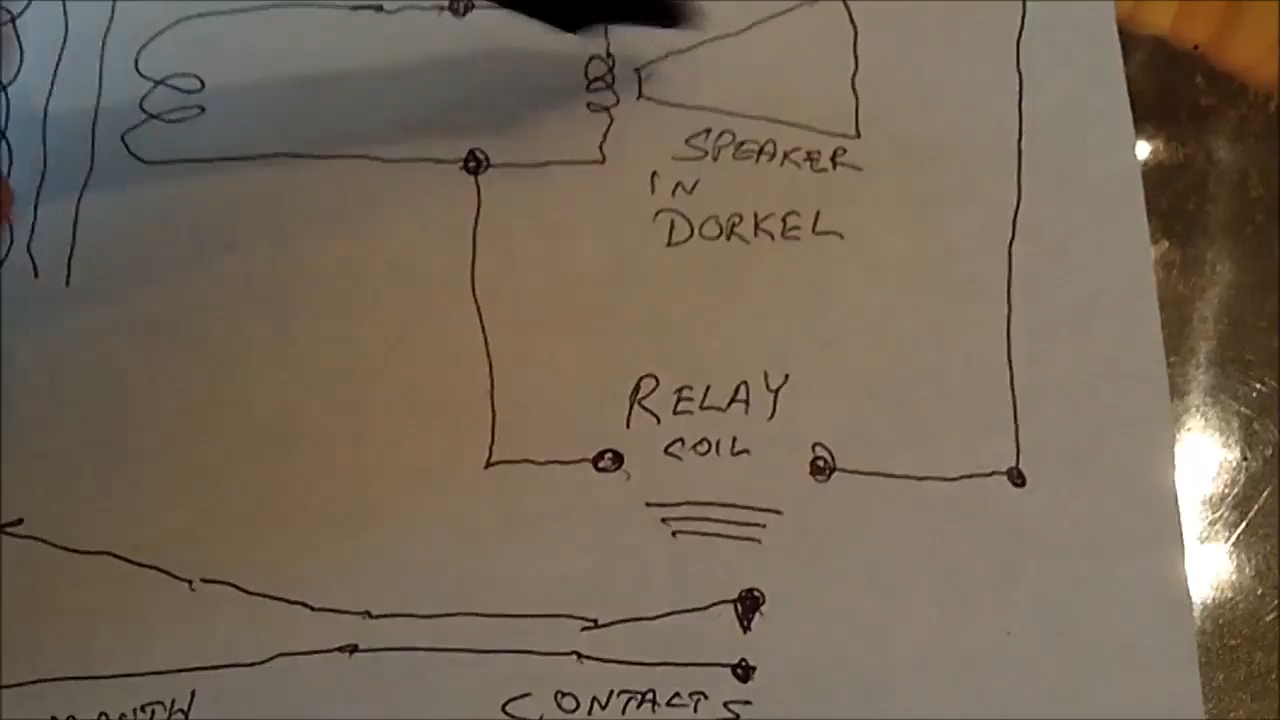 SPEAKER
IN
DORKEL
RELAY
COIL
CONTACTS